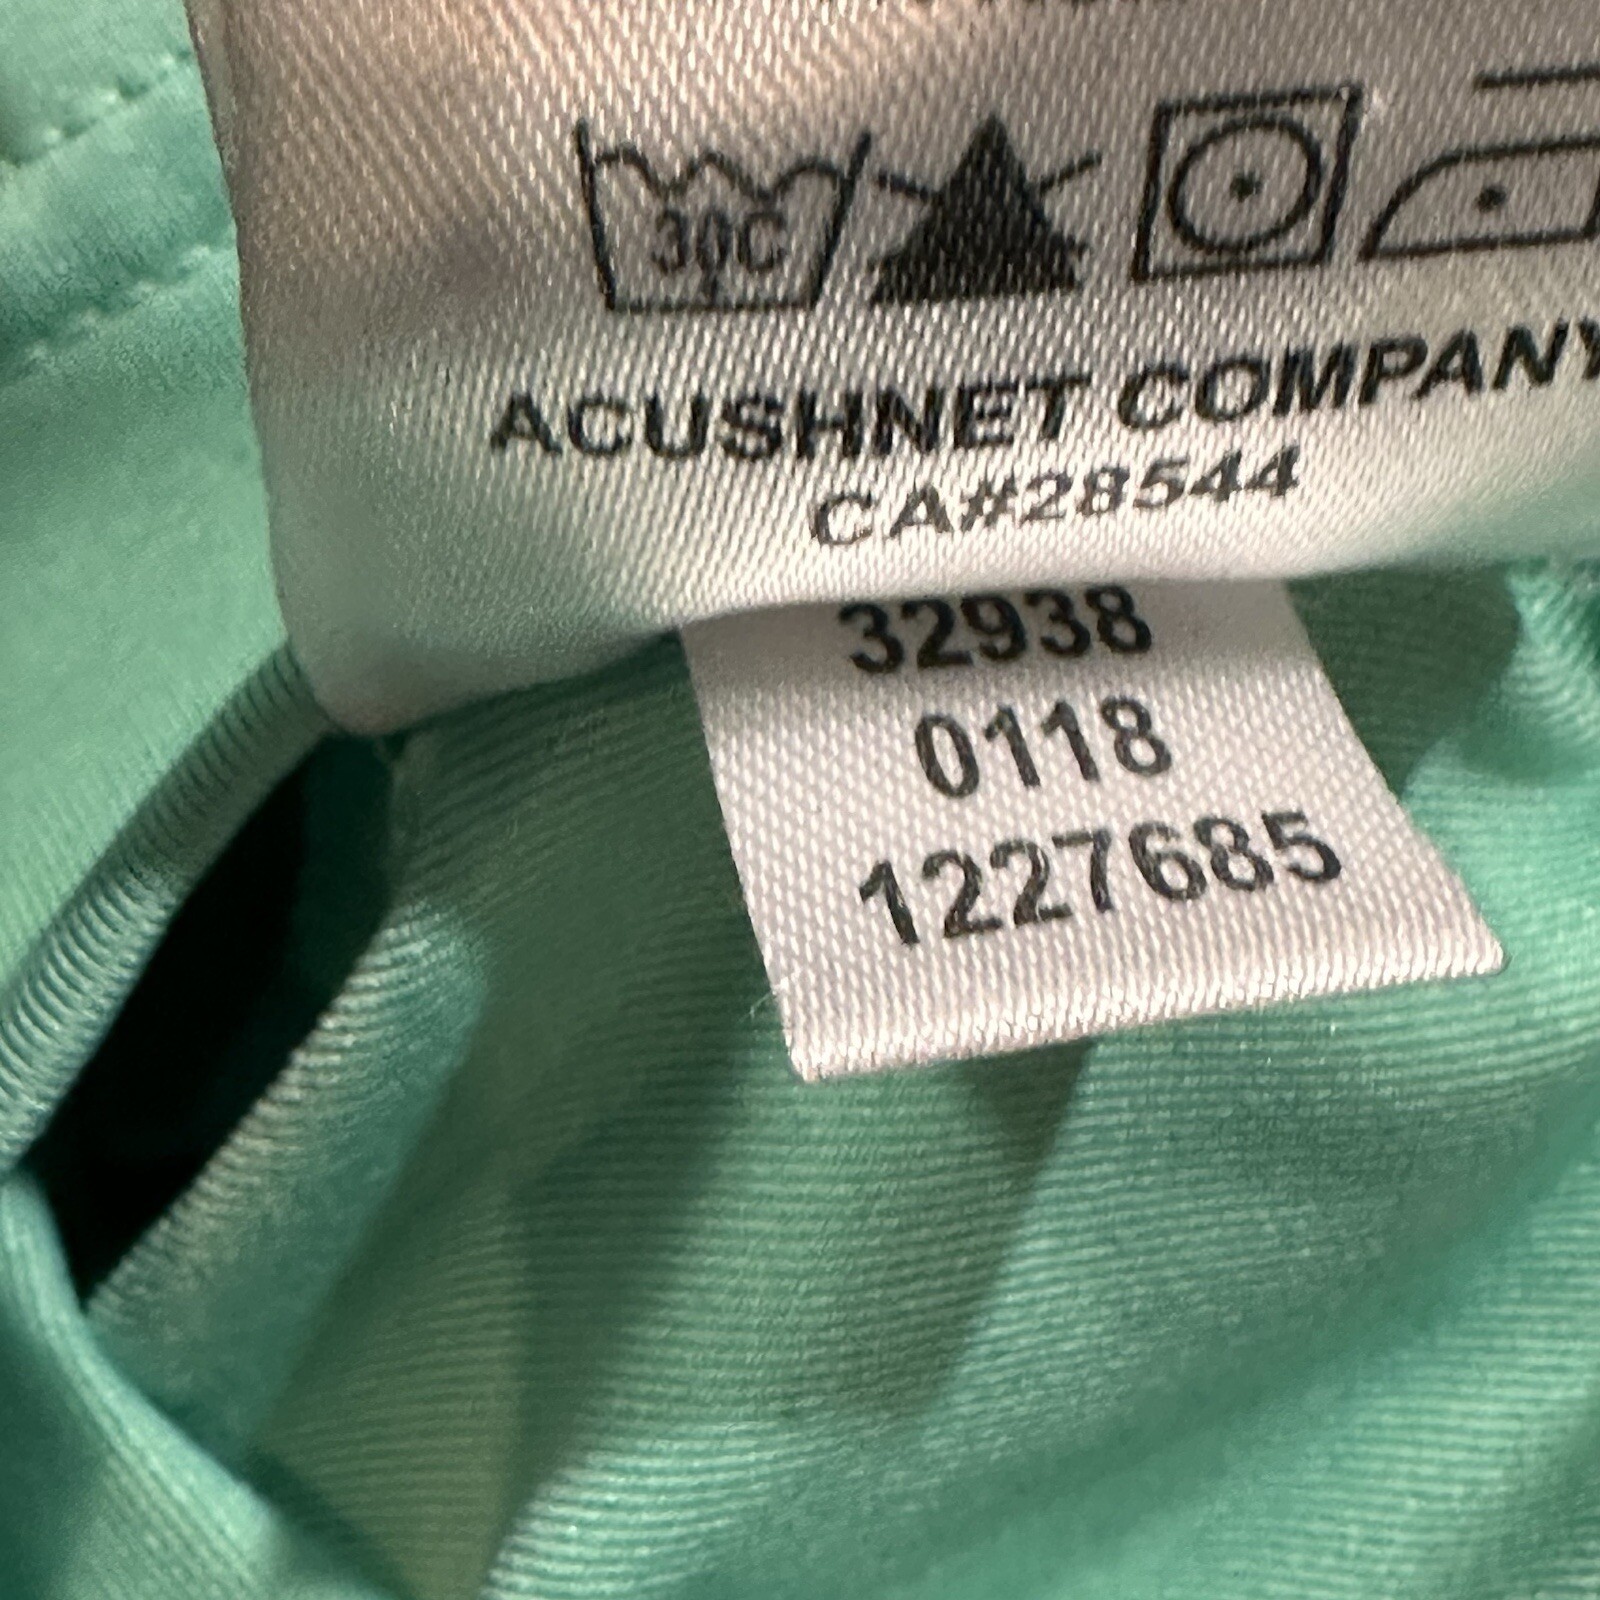 30C
ACUSHNET COMPANY
CA#28544
32938
0118
1227685